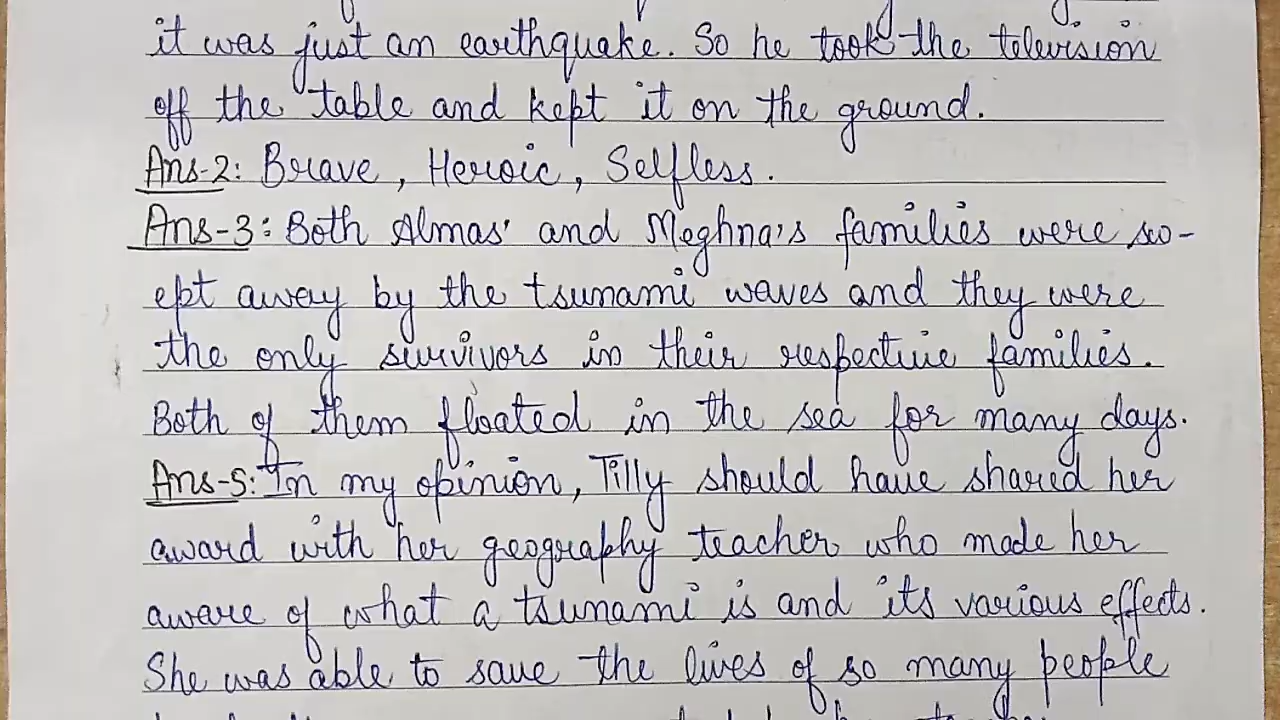 it was just an earthquake. So he took the television
off the table and kept it on the ground.
Ans-2: Brave, Heroic, Selfless.
Ans-3: Both Almas' and Meghna's families were sw-
ept away by the tsunami waves and they were
the only survivors in their respective families.
Both of them floated in the sea for many days.
Ans-5: In my opinion, Tilly should have shared her
award with her geography teacher who made her
aware of what a tsunami is and its various effects.
She was able to save the lives of so many people